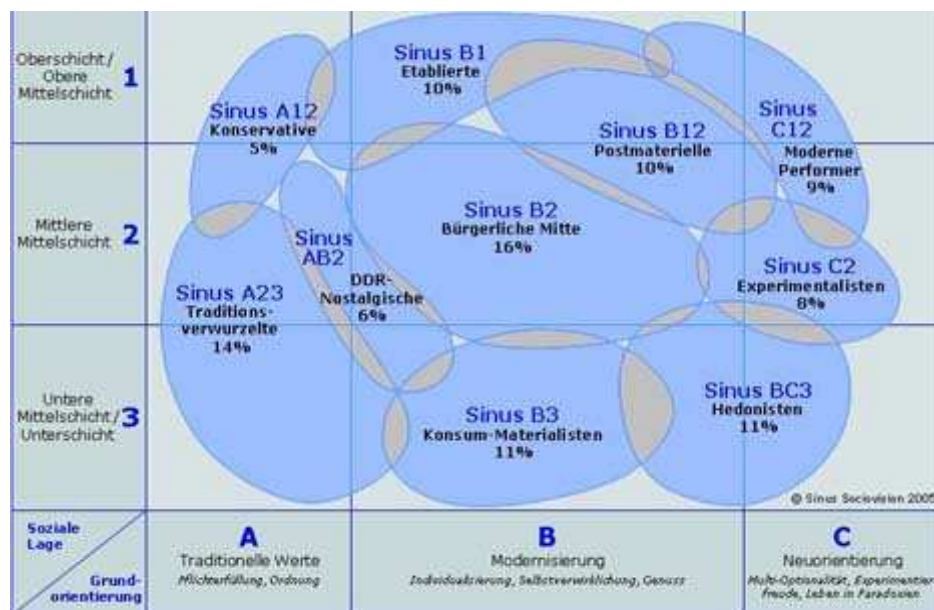 Oberschicht /
Obere
Mittelschicht
1
Mittlere
Mittelschicht
2
Untere
Mittelschicht /
Unterschicht
3
Sinus B1
Etablierte
10%
Sinus A12
Konservative
5%
Sinus B12
Postmaterielle
10%
Sinus
C12
Moderne
Performer
9%
Sinus B2
Bürgerliche Mitte
16%
Sinus
AB2
DDR-
Nostalgische
6%
Sinus A23
Traditions-
verwurzelte
14%
Sinus C2
Experimentalisten
8%
Sinus B3
Konsum-Materialisten
11%
Sinus BC3
Hedonisten
11%
© Sinus Sociovision 2005
Soziale
Lage
Grund-
orientierung
A
Traditionelle Werte
Pflichterfüllung, Ordnung
B
Modernisierung
Individualisierung, Selbstverwirklichung, Genuss
C
Neuorientierung
Multi-Optionalität, Experimentier-
freude, Leben in Paradoxien